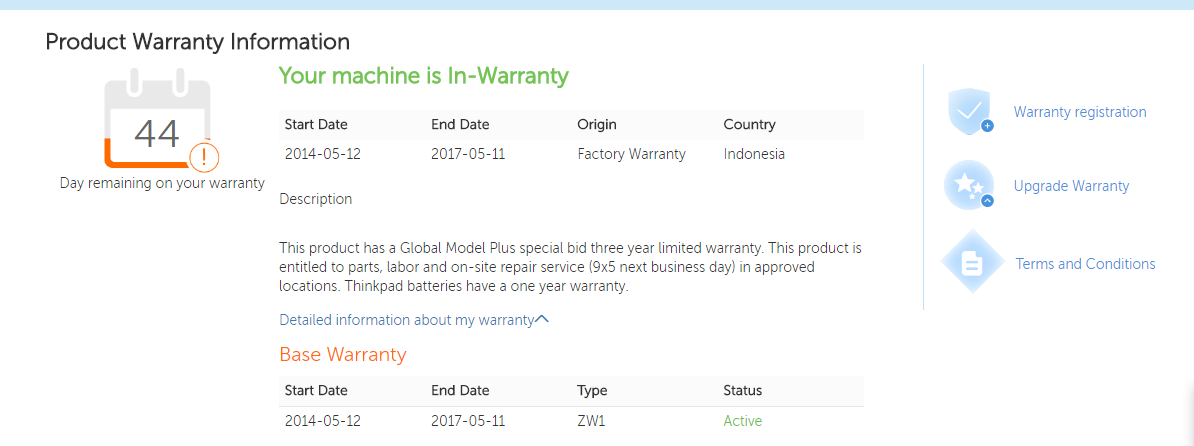 Product Warranty Information
44
!
Day remaining on your warranty
Your machine is In-Warranty
Start Date End Date Origin Country
2014-05-12 2017-05-11 Factory Warranty Indonesia
Description
This product has a Global Model Plus special bid three year limited warranty. This product is
entitled to parts, labor and on-site repair service (9x5 next business day) in approved
locations. Thinkpad batteries have a one year warranty.
Detailed information about my warranty
Base Warranty
Start Date End Date Type Status
2014-05-12 2017-05-11 ZW1 Active
Warranty registration
Upgrade Warranty
Terms and Conditions